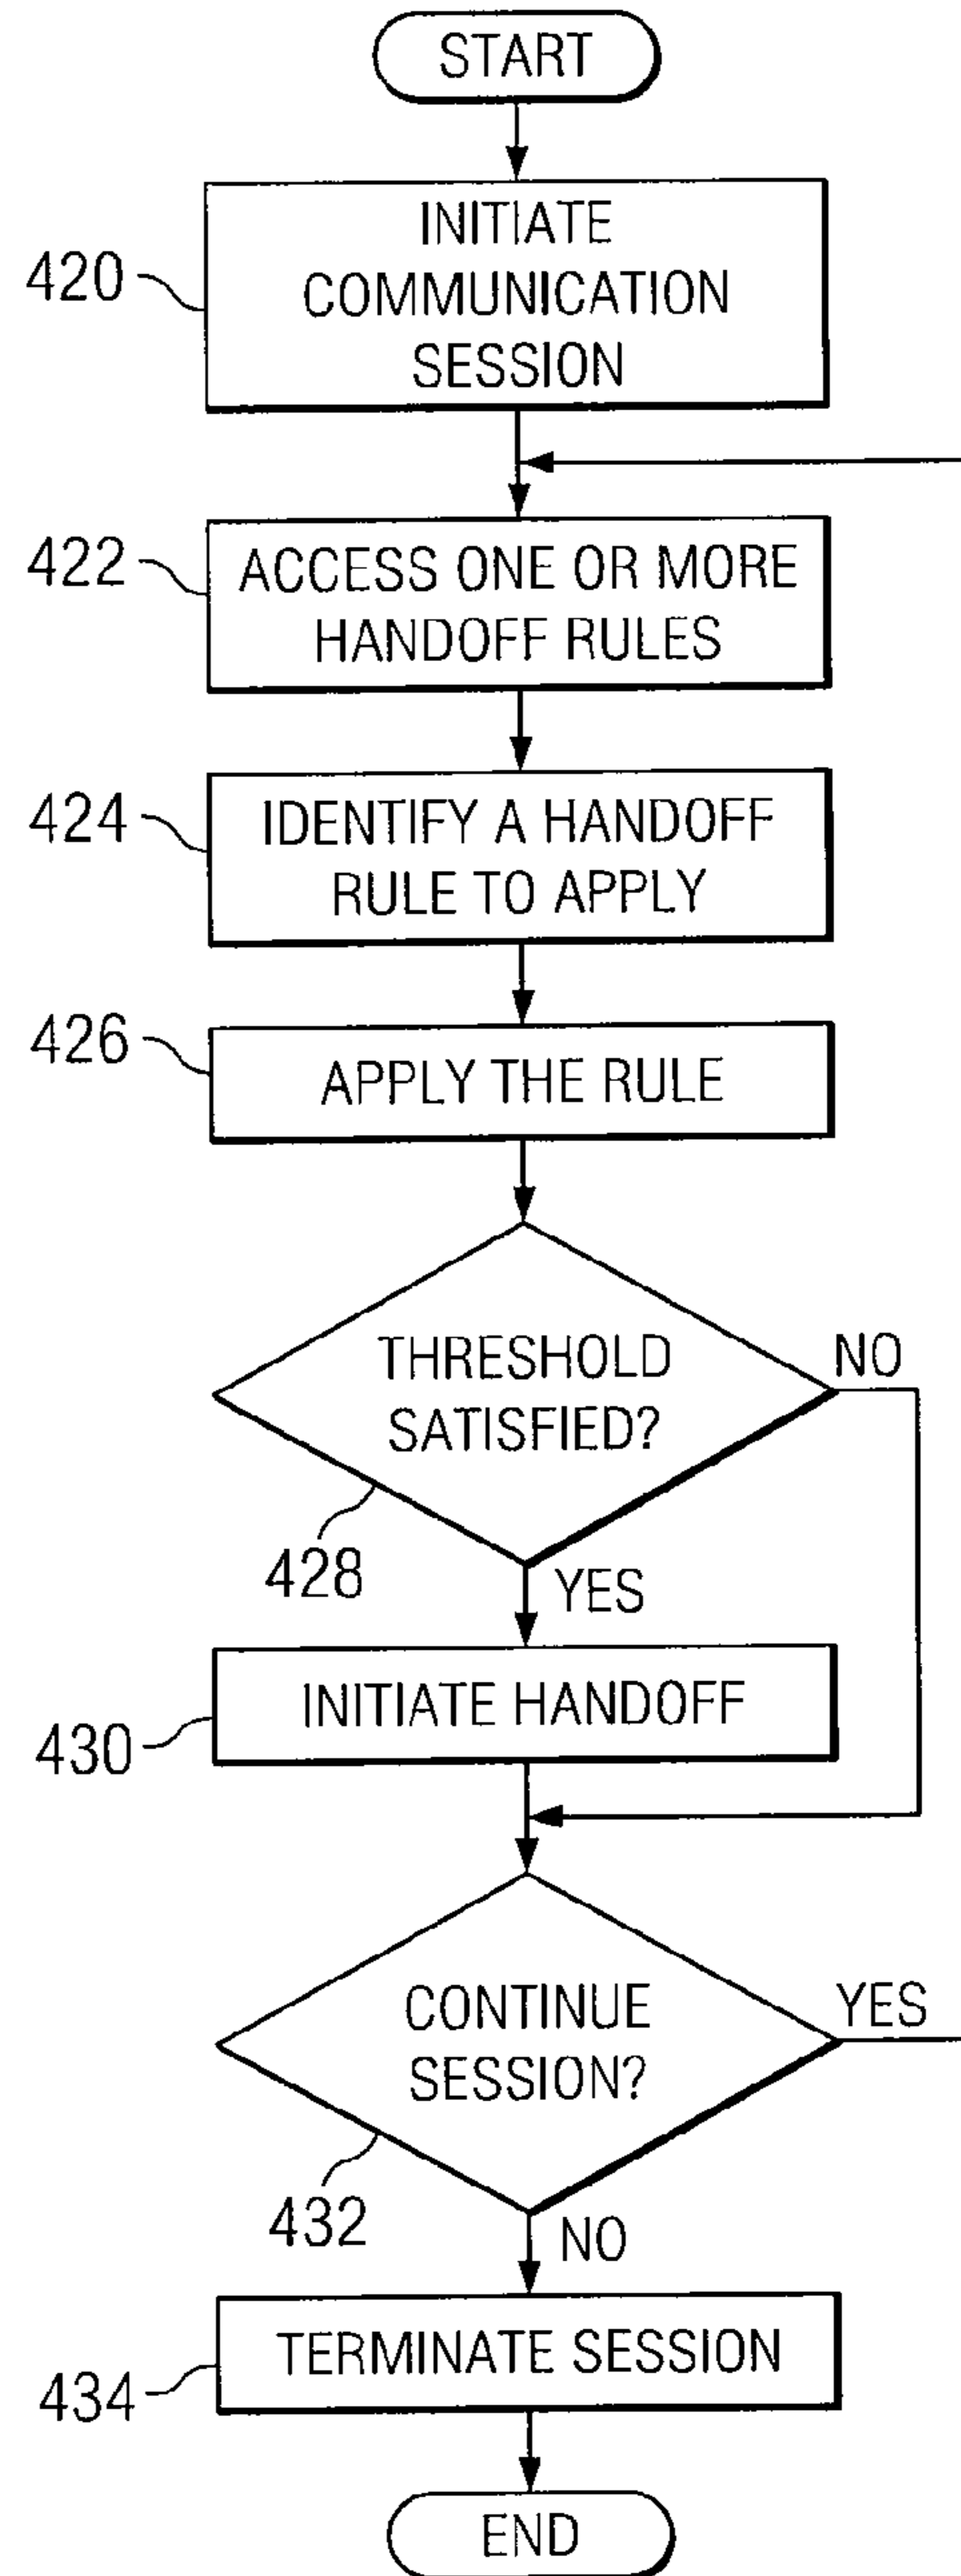 START
420
INITIATE
COMMUNICATION
SESSION
422
ACCESS ONE OR MORE
HANDOFF RULES
424
IDENTIFY A HANDOFF
RULE TO APPLY
426
APPLY THE RULE
THRESHOLD
SATISFIED?
NO
428
YES
INITIATE HANDOFF
430
CONTINUE
SESSION?
YES
432
NO
TERMINATE SESSION
434
END